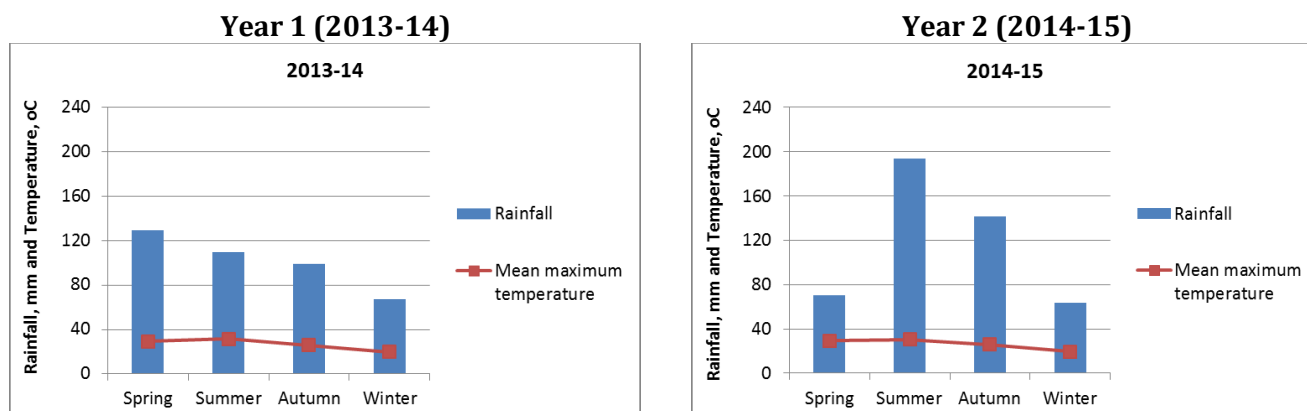 Year 1 (2013-14)
2013-14
Rainfall, mm and Temperature, oC
240
200
160
120
80
40
0
Spring Summer Autumn Winter
Rainfall
Mean maximum
temperature
Year 2 (2014-15)
2014-15
Rainfall, mm and Temperature, oC
240
200
160
120
80
40
0
Spring Summer Autumn Winter
Rainfall
Mean maximum
temperature